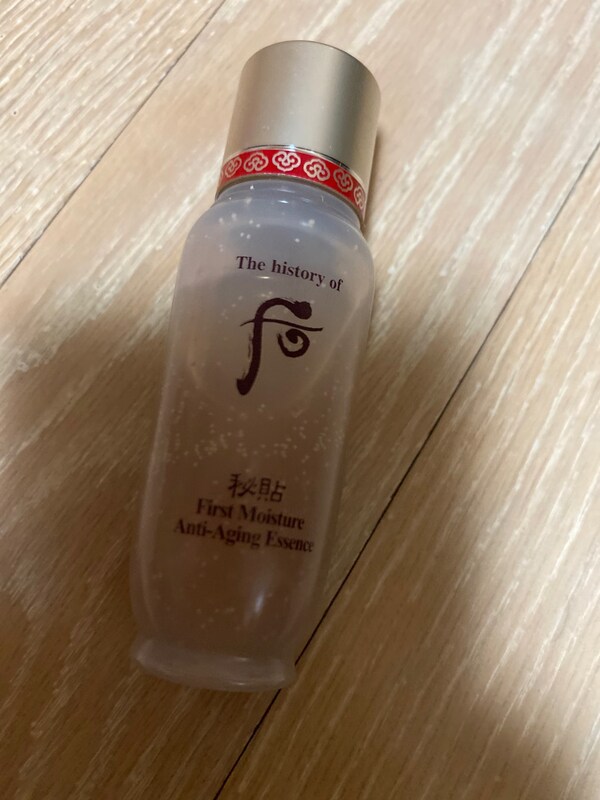 The history of
后
秘貼
First Moisture
Anti-Aging Essence